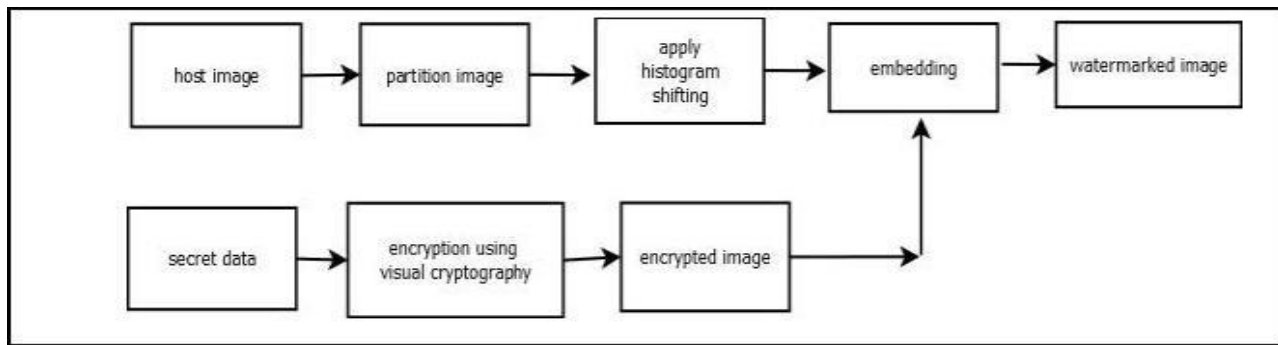 host image
partition image
apply
histogram
shifting
embedding
watermarked image
secret data
encryption using
visual cryptography
encrypted image